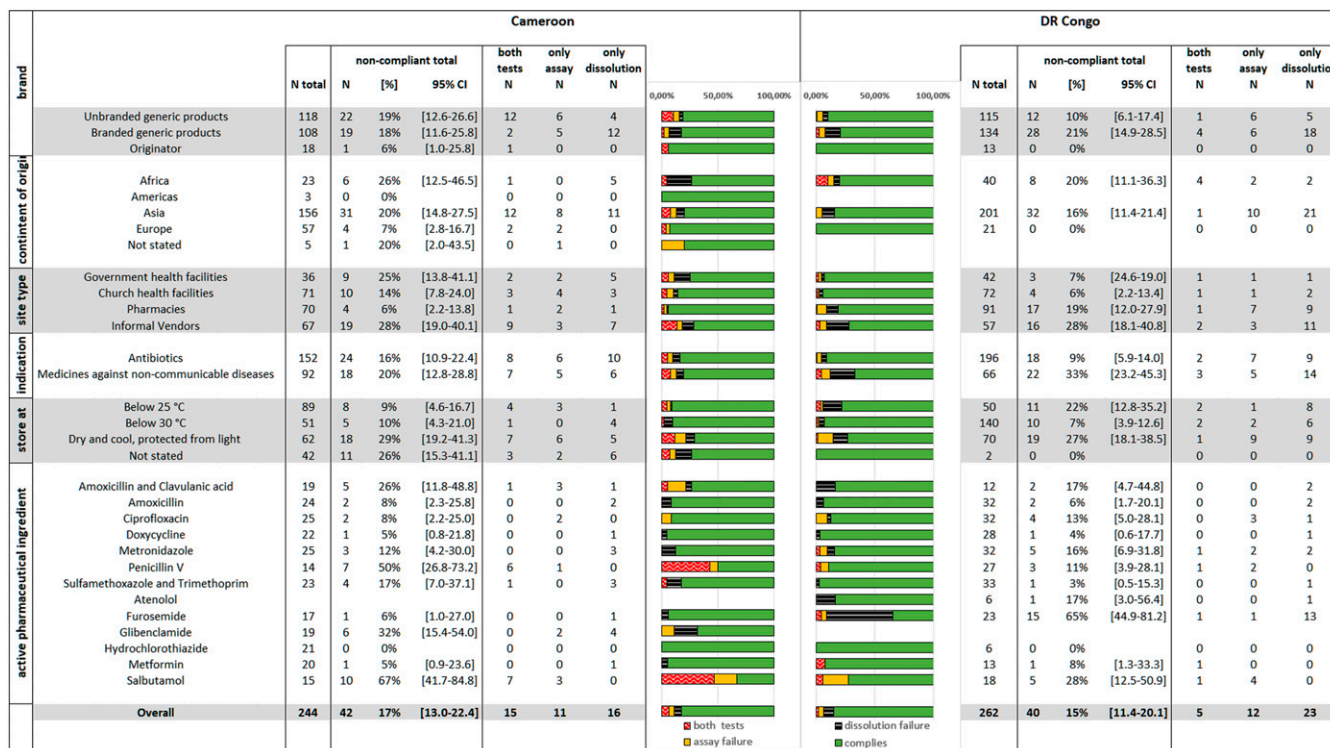 Cameroon DR Congo
brand
non-compliant total both tests only assay only dissolution non-compliant total both tests only assay only dissolution
N total N [%] 95% CI N N N N total N [%] 95% CI N N N
0,00% 50,00% 100,00% 0,00% 50,00% 100,00%
Unbranded generic products 118 22 19% [12.6-26.6] 12 6 4 115 12 10% [6.1-17.4] 1 6 5
Branded generic products 108 19 18% [11.6-25.8] 2 5 12 134 28 21% [14.9-28.5] 4 6 18
Originator 18 1 6% [1.0-25.8] 1 0 0 13 0 0% 0 0 0
contintent of origi
Africa 23 6 26% [12.5-46.5] 1 0 5 40 8 20% [11.1-36.3] 4 2 2
Americas 3 0 0% 0 0 0
Asia 156 31 20% [14.8-27.5] 12 8 11 201 32 16% [11.4-21.4] 1 10 21
Europe 57 4 7% [2.8-16.7] 2 2 0 21 0 0% 0 0 0
Not stated 5 1 20% [2.0-43.5] 0 1 0
site type
Government health facilities 36 9 25% [13.8-41.1] 2 2 5 42 3 7% [24.6-19.0] 1 1 1
Church health facilities 71 10 14% [7.8-24.0] 3 4 3 72 4 6% [2.2-13.4] 1 1 2
Pharmacies 70 4 6% [2.2-13.8] 1 2 1 91 17 19% [12.0-27.9] 1 7 9
Informal Vendors 67 19 28% [19.0-40.1] 9 3 7 57 16 28% [18.1-40.8] 2 3 11
indication
Antibiotics 152 24 16% [10.9-22.4] 8 6 10 196 18 9% [5.9-14.0] 2 7 9
Medicines against non-communicable diseases 92 18 20% [12.8-28.8] 7 5 6 66 22 33% [23.2-45.3] 3 5 14
store at
Below 25 °C 89 8 9% [4.6-16.7] 4 3 1 50 11 22% [12.8-35.2] 2 1 8
Below 30 °C 51 5 10% [4.3-21.0] 1 0 4 140 10 7% [3.9-12.6] 2 2 6
Dry and cool, protected from light 62 18 29% [19.2-41.3] 7 6 5 70 19 27% [18.1-38.5] 1 9 9
Not stated 42 11 26% [15.3-41.1] 3 2 6 2 0 0% 0 0 0
active pharmaceutical ingredient
Amoxicillin and Clavulanic acid 19 5 26% [11.8-48.8] 1 3 1 12 2 17% [4.7-44.8] 0 0 2
Amoxicillin 24 2 8% [2.3-25.8] 0 0 2 32 2 6% [1.7-20.1] 0 0 2
Ciprofloxacin 25 2 8% [2.2-25.0] 0 2 0 32 4 13% [5.0-28.1] 0 3 1
Doxycycline 22 1 5% [0.8-21.8] 0 0 1 28 1 4% [0.6-17.7] 0 0 1
Metronidazole 25 3 12% [4.2-30.0] 0 0 3 32 5 16% [6.9-31.8] 1 2 2
Penicillin V 14 7 50% [26.8-73.2] 6 1 0 27 3 11% [3.9-28.1] 1 2 0
Sulfamethoxazole and Trimethoprim 23 4 17% [7.0-37.1] 1 0 3 33 1 3% [0.5-15.3] 0 0 1
Atenolol 6 1 17% [3.0-56.4] 0 0 1
Furosemide 17 1 6% [1.0-27.0] 0 0 1 23 15 65% [44.9-81.2] 1 1 13
Glibenclamide 19 6 32% [15.4-54.0] 0 2 4
Hydrochlorothiazide 21 0 0% 0 0 0 6 0 0% 0 0 0
Metformin 20 1 5% [0.9-23.6] 0 0 1 13 1 8% [1.3-33.3] 1 0 0
Salbutamol 15 10 67% [41.7-84.8] 7 3 0 18 5 28% [12.5-50.9] 1 4 0
Overall 244 42 17% [13.0-22.4] 15 11 16 262 40 15% [11.4-20.1] 5 12 23
both tests dissolution failure
assay failure complies